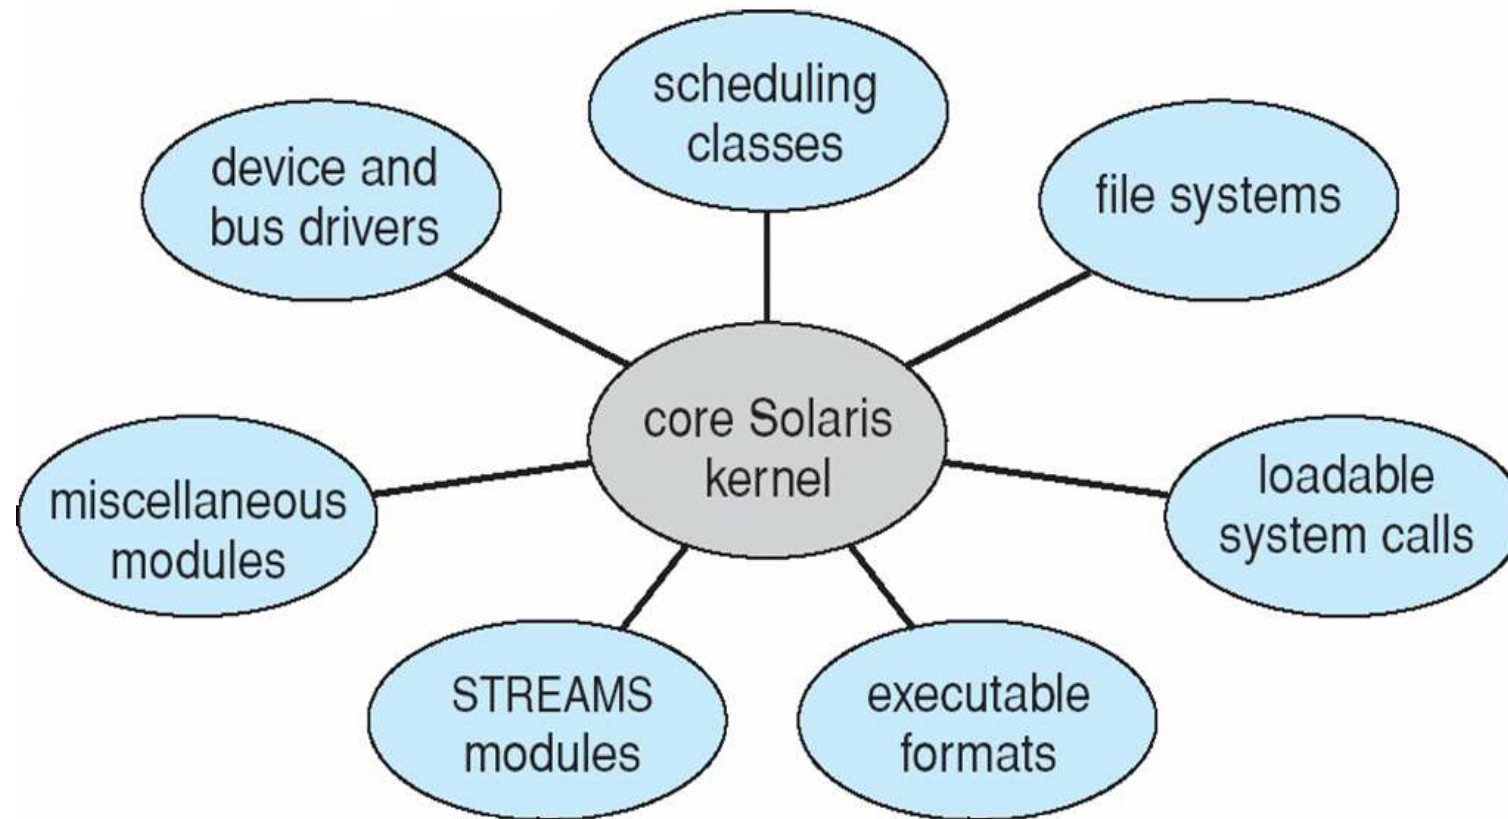 scheduling
classes
device and
bus drivers
file systems
core Solaris
kernel
miscellaneous
modules
loadable
system calls
STREAMS
modules
executable
formats